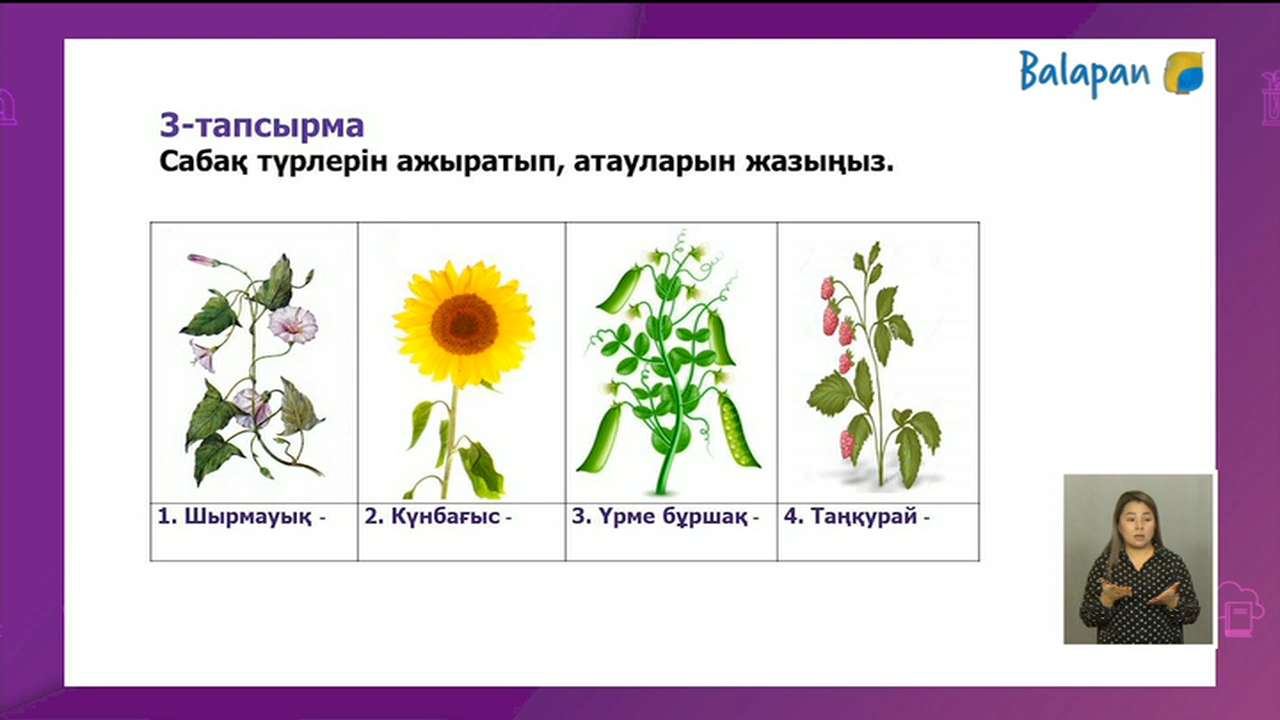 Balapan
3-тапсырма
Сабақ түрлерін ажыратып, атауларын жазыңыз.
1. Шырмауық -
2. Күнбағыс -
3. Үрме бұршақ -
4. Таңқурай -